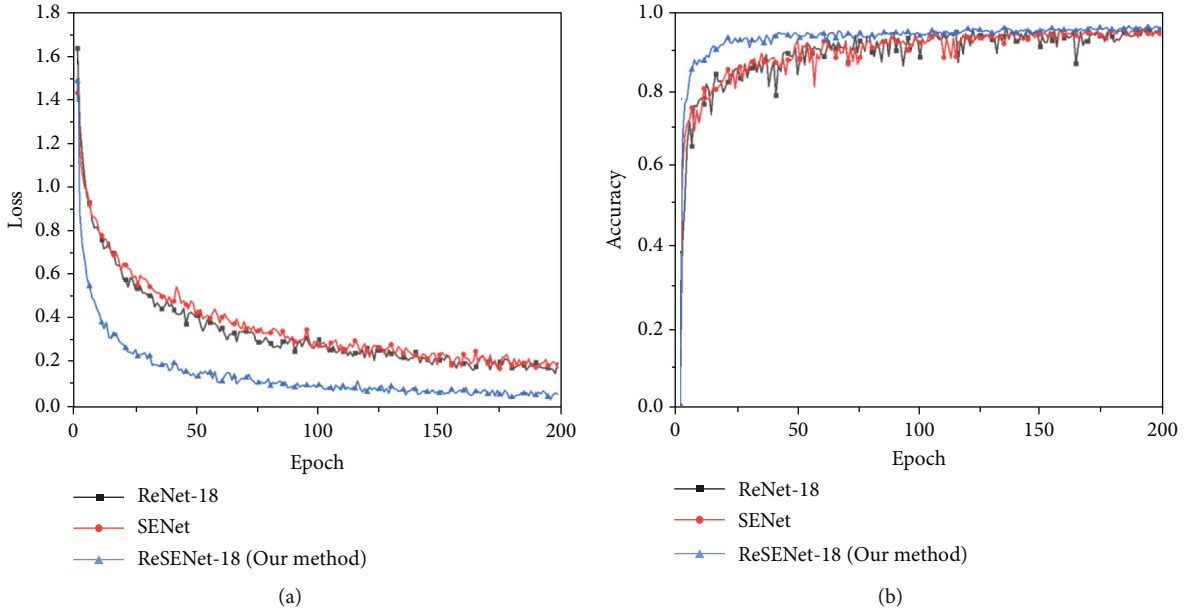 1.8
1.6
1.4
1.2
1.0
0.8
0.6
0.4
0.2
0.0
Loss
0
50
100
150
200
Epoch
ReNet-18
SENet
ReSENet-18 (Our method)
(a)
1.0
0.8
0.6
0.4
0.2
0.0
Accuracy
0
50
100
150
200
Epoch
ReNet-18
SENet
ReSENet-18 (Our method)
(b)